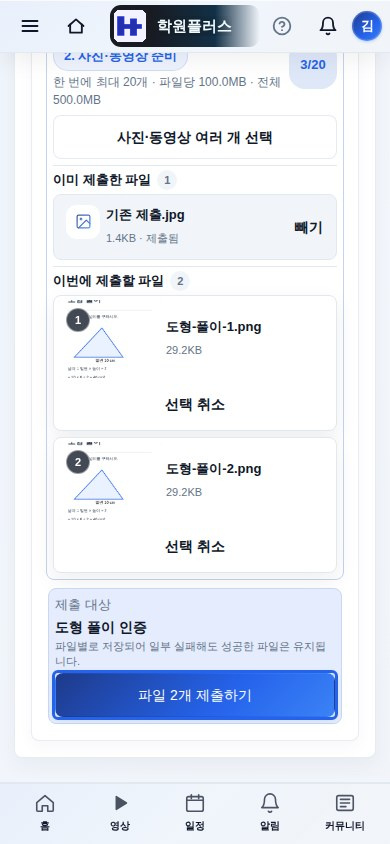 학원플러스
김
2. 사진·동영상 준비
한 번에 최대 20개 · 파일당 100.0MB · 전체
500.0MB
3/20
사진·동영상 여러 개 선택
이미 제출한 파일 1
기존 제출.jpg
1.4KB · 제출됨
빼기
이번에 제출할 파일 2
1
도형-풀이-1.png
29.2KB
선택 취소
2
도형-풀이-2.png
29.2KB
선택 취소
제출 대상
도형 풀이 인증
파일별로 저장되어 일부 실패해도 성공한 파일은 유지됩
니다.
파일 2개 제출하기
홈
영상
일정
알림
커뮤니티